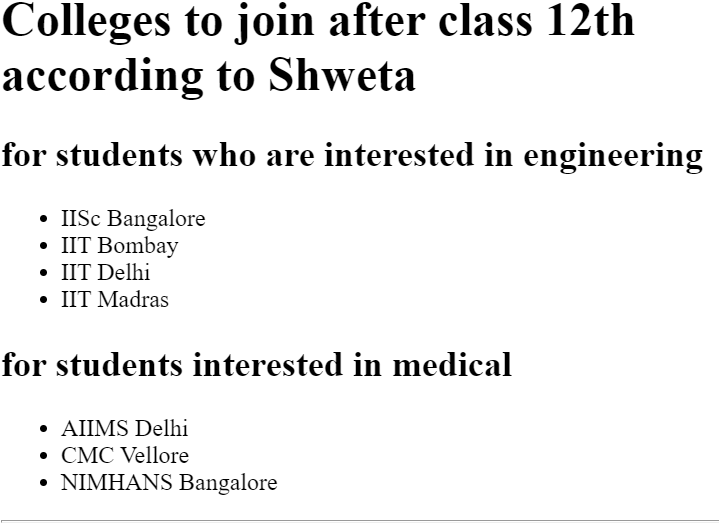 Colleges to join after class 12th
according to Shweta
for students who are interested in engineering
• IISc Bangalore
• IIT Bombay
• IIT Delhi
• IIT Madras
for students interested in medical
• AIIMS Delhi
• CMC Vellore
• NIMHANS Bangalore